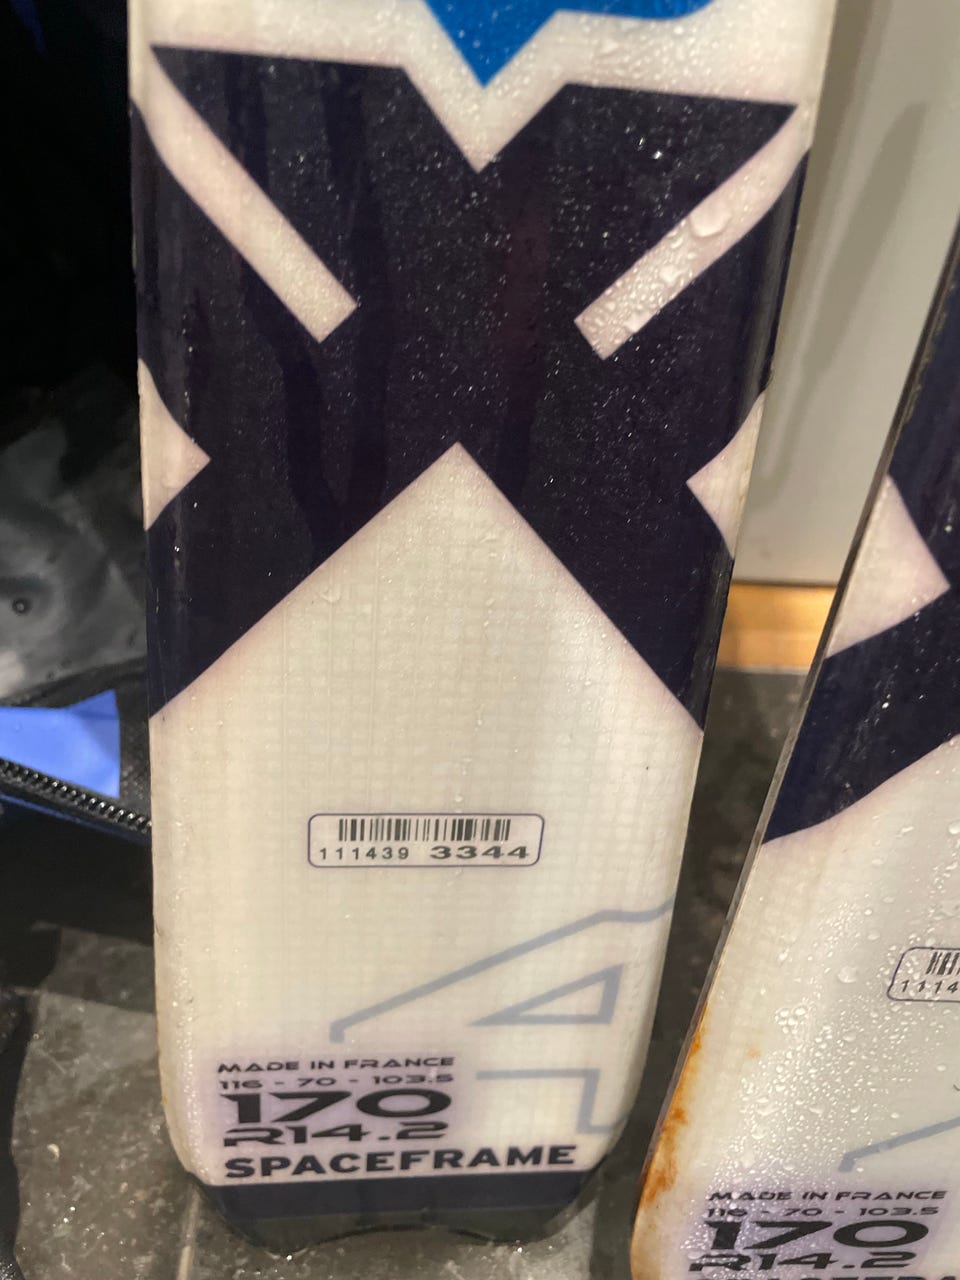 111439 3344
MADE IN FRANCE
116 - 70 - 103.5
170
R14.2
SPACEFRAME
1114
MADE IN FRANCE
116 - 70 - 103.5
170
R14.2